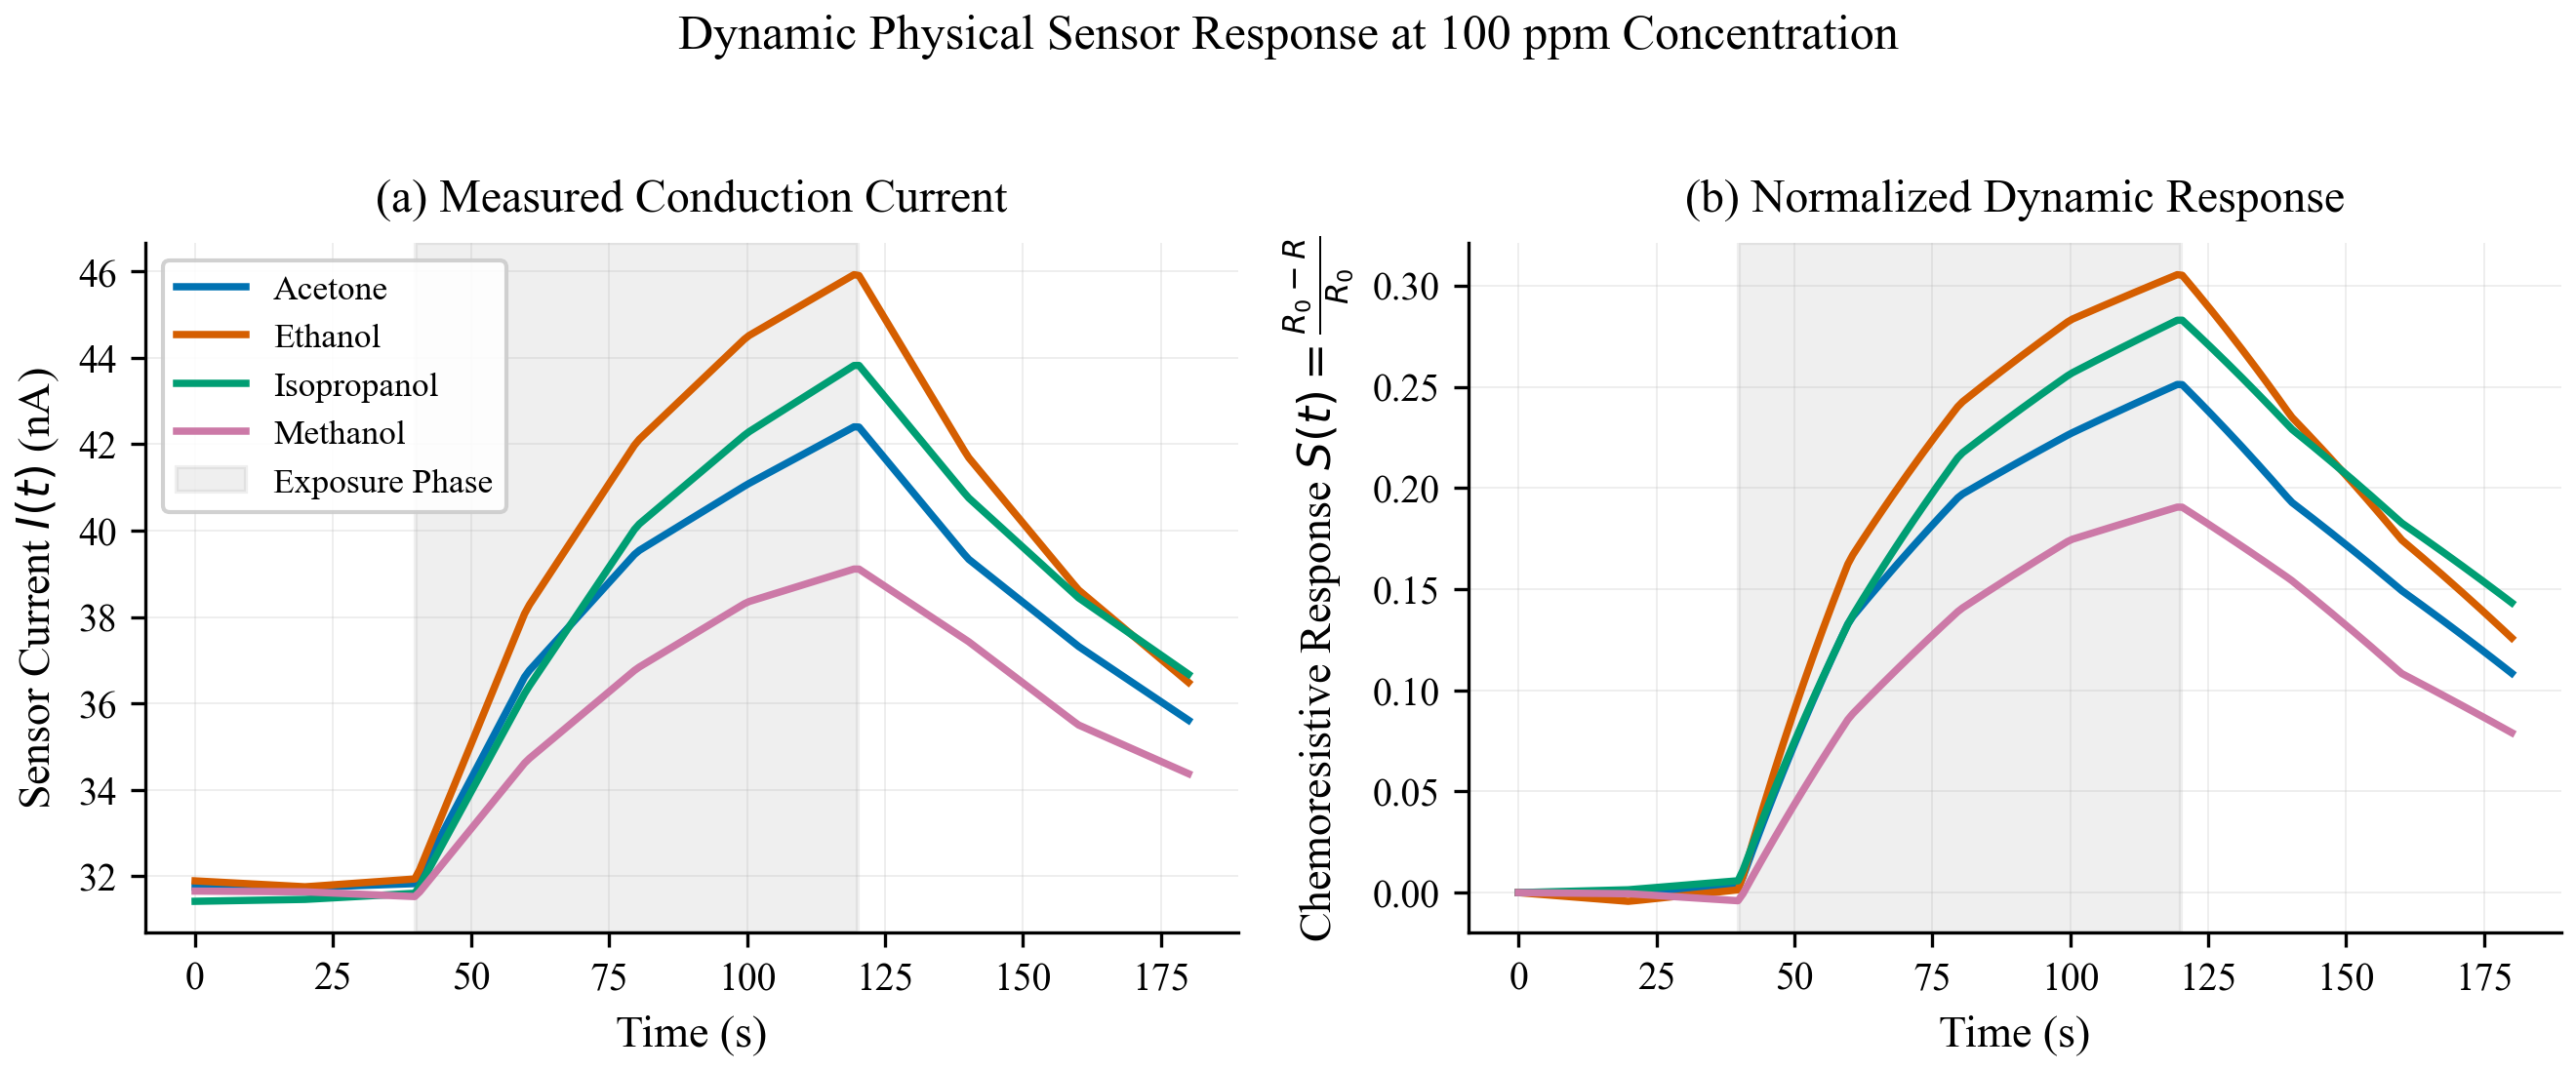 Dynamic Physical Sensor Response at 100 ppm Concentration
(a) Measured Conduction Current
Sensor Current I(t) (nA)
46
44
42
40
38
36
34
32
Acetone
Ethanol
Isopropanol
Methanol
Exposure Phase
0 25 50 75 100 125 150 175
Time (s)
(b) Normalized Dynamic Response
Chemoresistive Response S(t) = \frac{R_0 − R}{R_0}
0.30
0.25
0.20
0.15
0.10
0.05
0.00
0 25 50 75 100 125 150 175
Time (s)